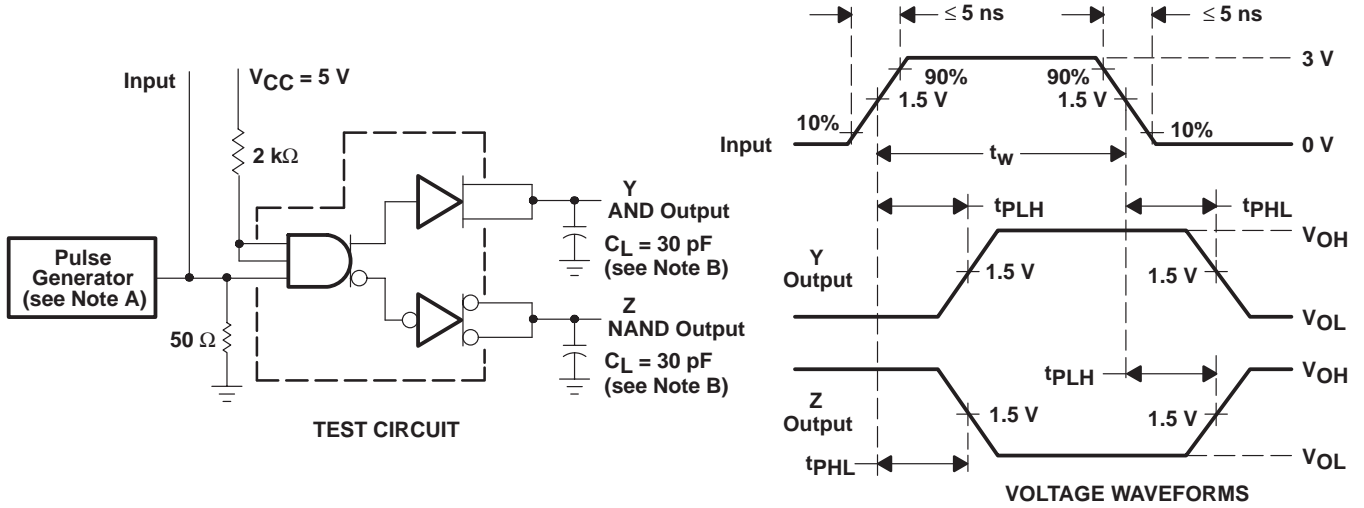 Input
VCC = 5 V
2 kΩ
Pulse
Generator
(see Note A)
50 Ω
Y
AND Output
CL = 30 pF
(see Note B)
Z
NAND Output
CL = 30 pF
(see Note B)
TEST CIRCUIT
≤ 5 ns
≤ 5 ns
3 V
90%
90%
1.5 V
1.5 V
10%
10%
Input
0 V
tw
tPLH
tPHL
VOH
Y
Output
1.5 V
1.5 V
VOL
tPLH
VOH
Z
Output
1.5 V
1.5 V
tPHL
VOL
VOLTAGE WAVEFORMS